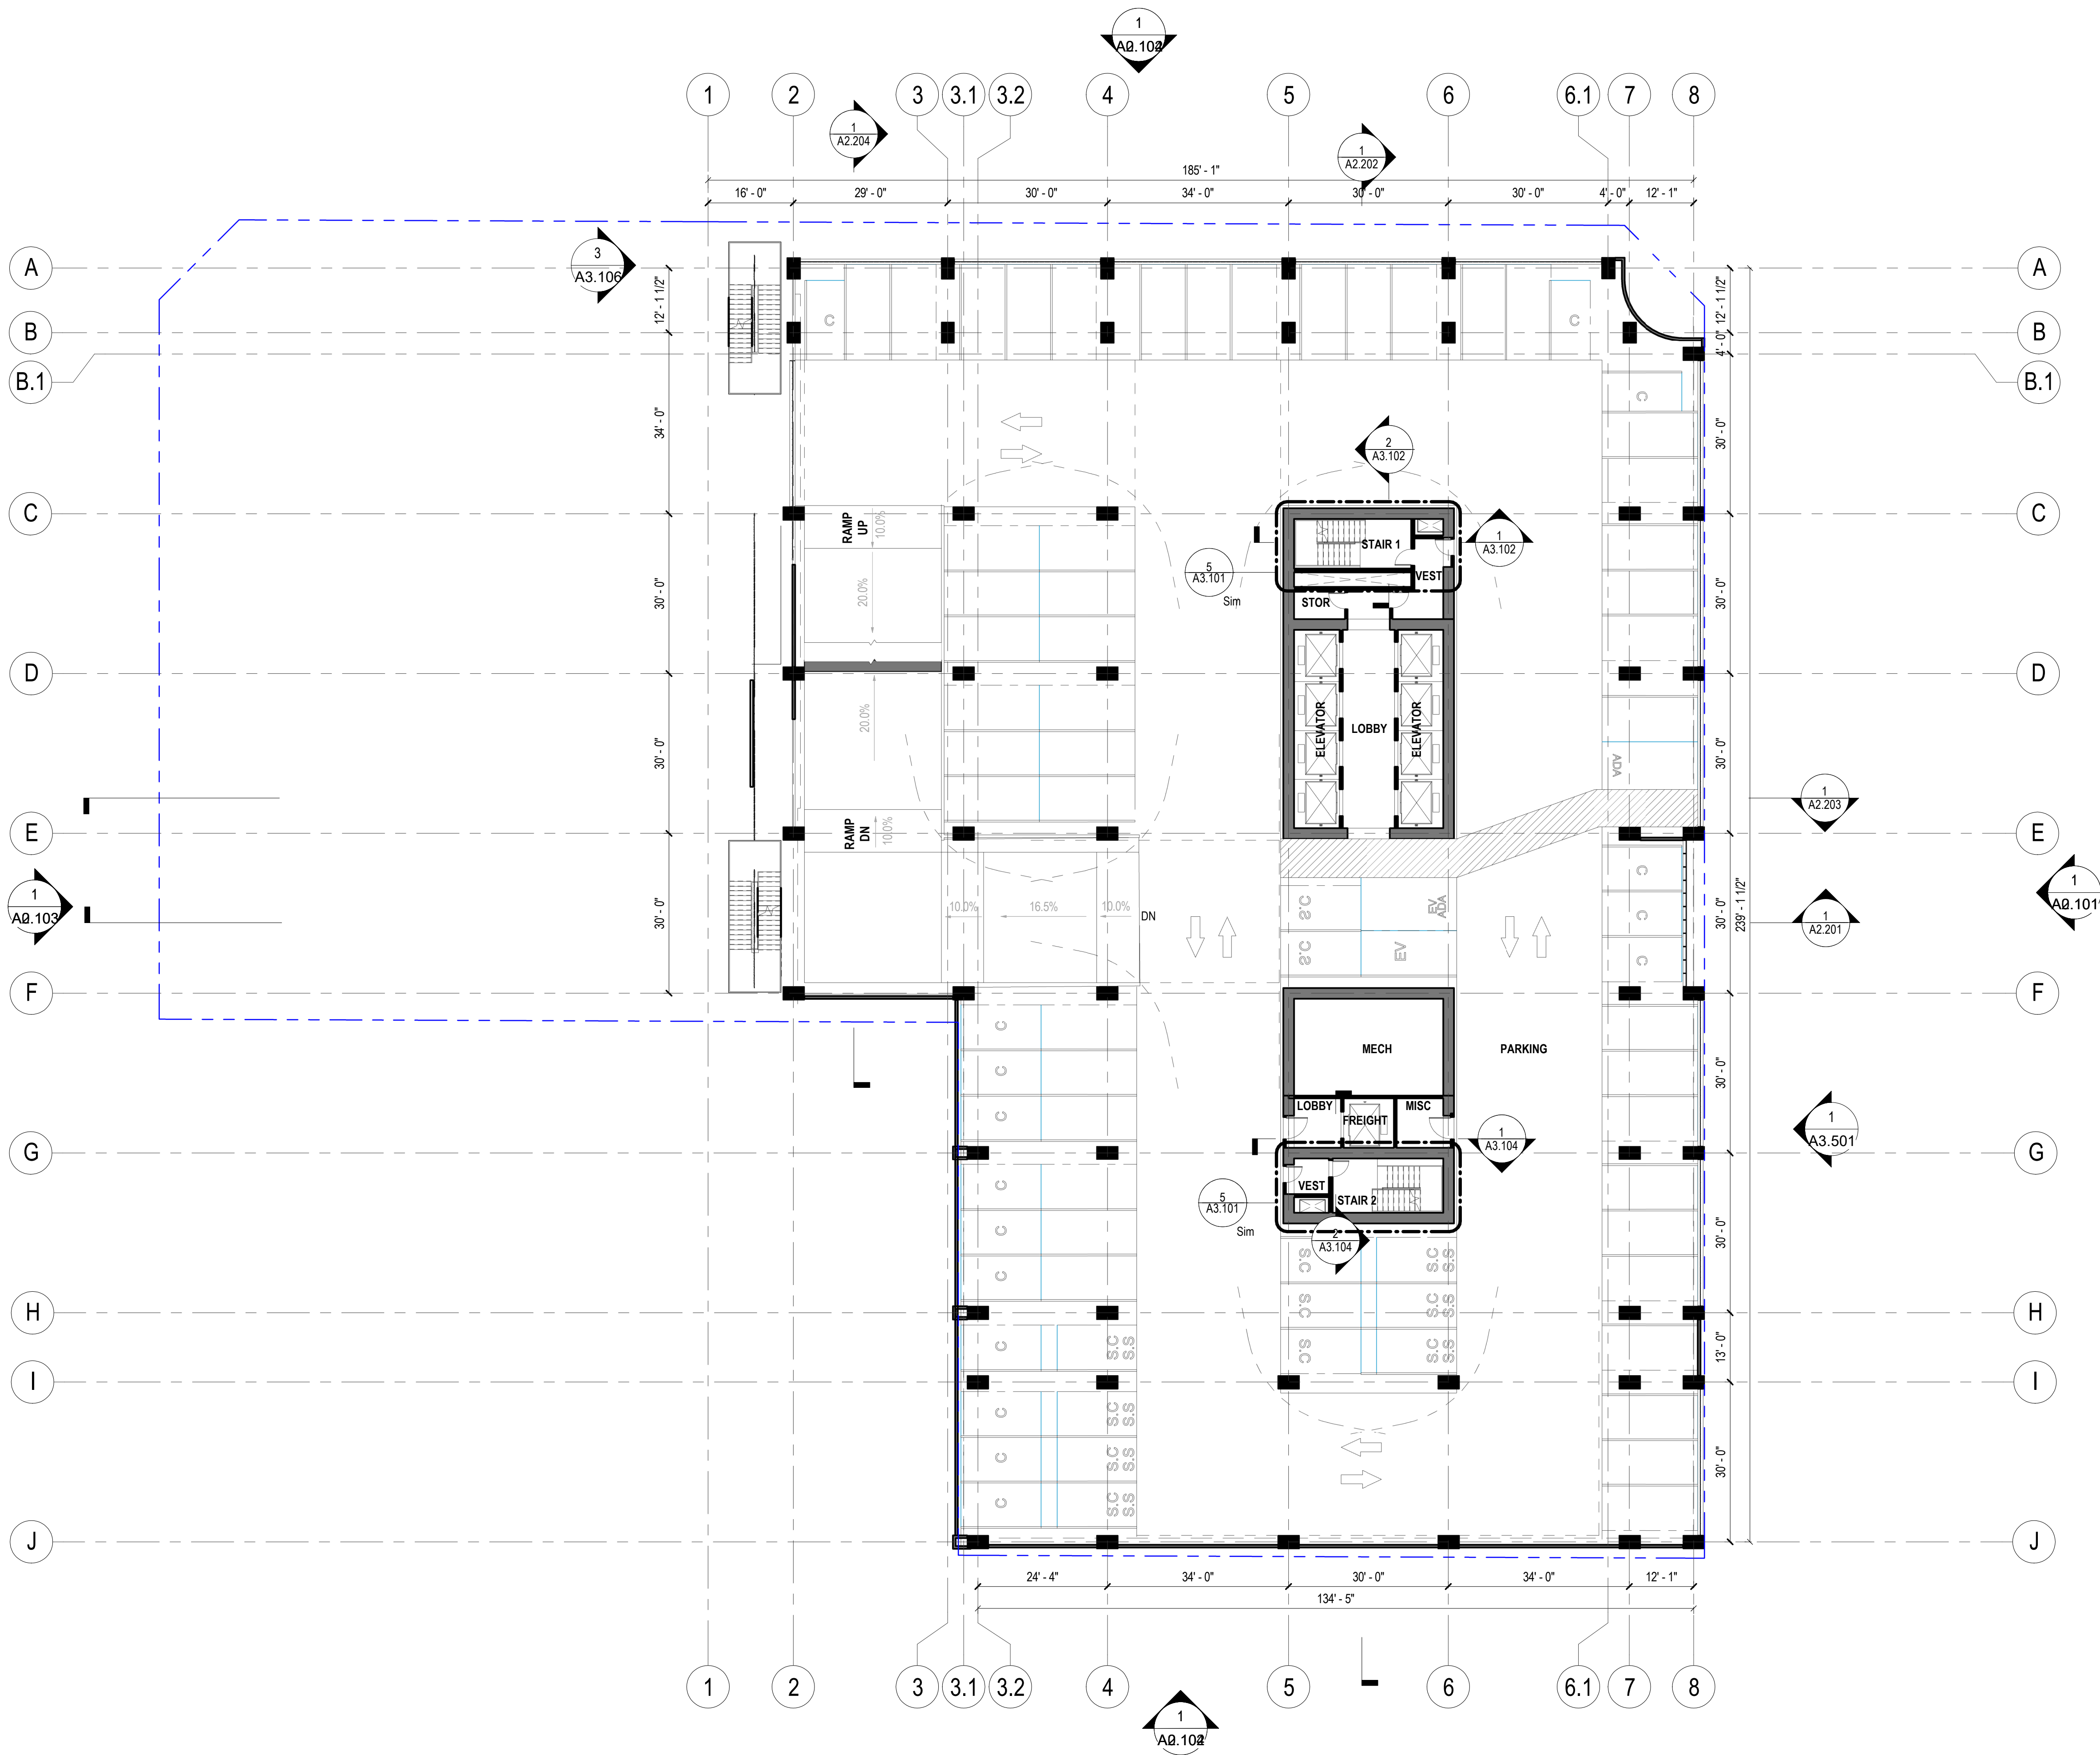 1
A0.102
1 2 3 3.1 3.2 4 5 6 6.1 7 8
1
A2.204
1
A2.202
185' - 1"
16' - 0" 29' - 0" 30' - 0" 34' - 0" 30' - 0" 30' - 0" 4' - 0" 12' - 1"
3
A3.106
A A
12' - 1 1/2" 12' - 1 1/2"
C C
B B
4' - 0"
B.1 B.1
C
34' - 0" 30' - 0"
2
A3.102
C C
RAMP
UP
10.0%
STAIR 1
1
A3.102
5
A3.101
Sim
VEST
20.0%
30' - 0" 30' - 0"
STOR
D D
20.0%
ELEVATOR LOBBY ELEVATOR
30' - 0" 30' - 0"
ADA
1
A2.203
E E
RAMP
DN
10.0%
C
1
A0.103
1
A0.101
10.0% 16.5% 10.0% DN
S.C EV
ADA
C
30' - 0" 30' - 0"
239' - 1 1/2"
1
A2.201
S.C EV
C
F F
C
MECH PARKING
C
30' - 0"
C
LOBBY FREIGHT MISC
1
A3.501
1
A3.104
G G
C
VEST STAIR 2
5
A3.101
Sim
C
30' - 0"
2
A3.104
C
S.C S.C
S.S
S.C S.C
S.S
H H
C S.C
S.S
S.C S.C
S.S
13' - 0"
I I
C S.C
S.S
C S.C
S.S
30' - 0"
C S.C
S.S
J J
24' - 4" 34' - 0" 30' - 0" 34' - 0" 12' - 1"
134' - 5"
1 2 3 3.1 3.2 4 5 6 6.1 7 8
1